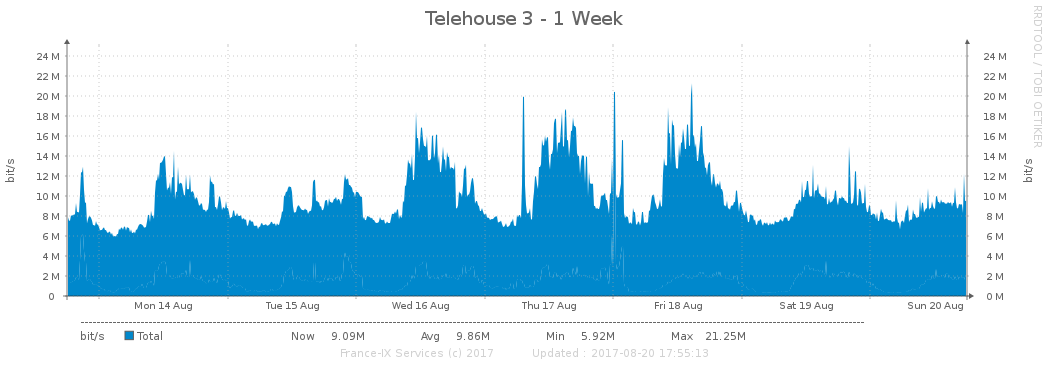 Telehouse 3 - 1 Week
RRDTOOL / TOBI OETIKER
bit/s
24 M 24 M
22 M 22 M
20 M 20 M
18 M 18 M
16 M 16 M
14 M 14 M
12 M 12 M
10 M 10 M
8 M 8 M
6 M 6 M
4 M 4 M
2 M 2 M
0 0 M
bit/s
Mon 14 Aug Tue 15 Aug Wed 16 Aug Thu 17 Aug Fri 18 Aug Sat 19 Aug Sun 20 Aug
bit/s Total Now 9.09M Avg 9.86M Min 5.92M Max 21.25M
France-IX Services (c) 2017 Updated : 2017-08-20 17:55:13